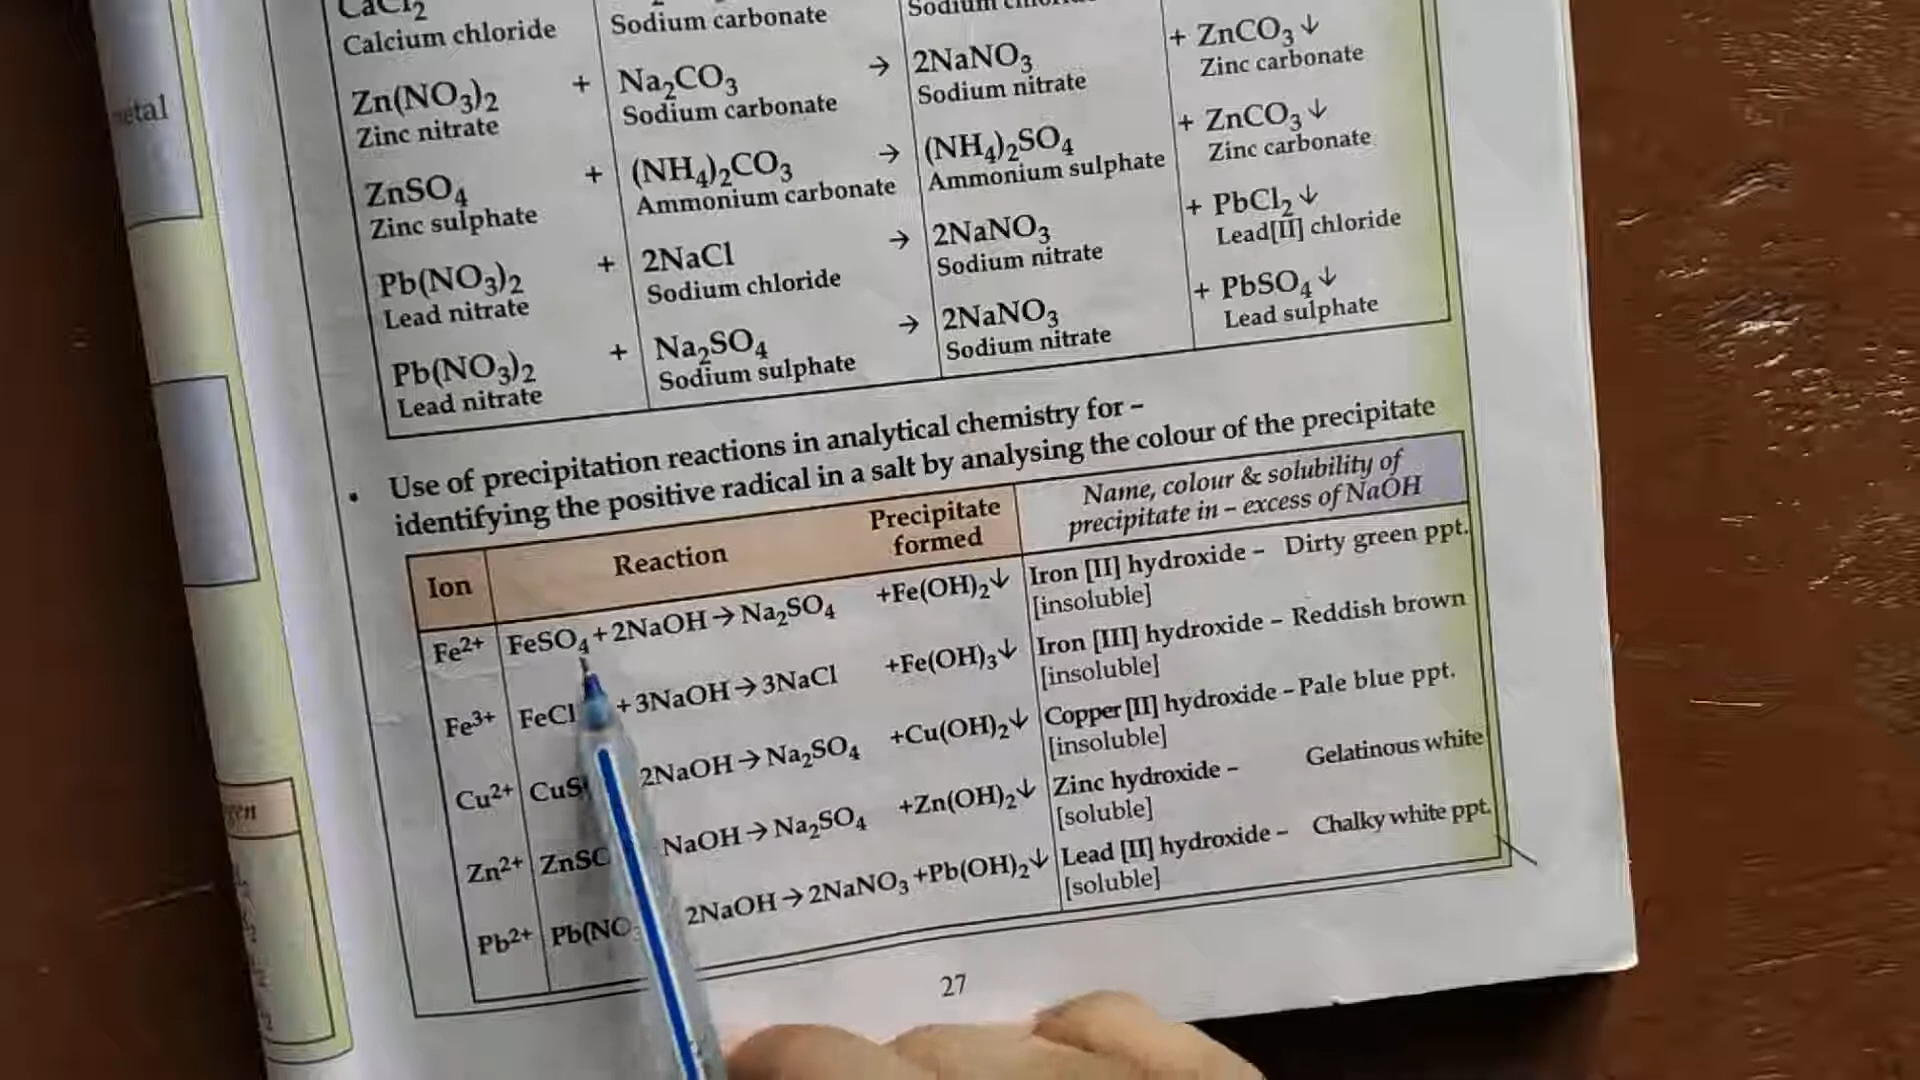 CaCl2
Calcium chloride
Sodium carbonate
+ ZnCO3↓
Zinc carbonate
Zn(NO3)2 + Na2CO3 → 2NaNO3
Zinc nitrate Sodium carbonate Sodium nitrate
+ ZnCO3↓
Zinc carbonate
ZnSO4 + (NH4)2CO3 → (NH4)2SO4
Zinc sulphate Ammonium carbonate Ammonium sulphate
+ PbCl2↓
Lead[II] chloride
Pb(NO3)2 + 2NaCl → 2NaNO3
Lead nitrate Sodium chloride Sodium nitrate
+ PbSO4↓
Lead sulphate
Pb(NO3)2 + Na2SO4 → 2NaNO3
Lead nitrate Sodium sulphate Sodium nitrate
• Use of precipitation reactions in analytical chemistry for –
identifying the positive radical in a salt by analysing the colour of the precipitate
Ion Reaction Precipitate
formed
Name, colour & solubility of
precipitate in – excess of NaOH
Fe2+ FeSO4 + 2NaOH → Na2SO4 +Fe(OH)2↓ Iron [II] hydroxide – Dirty green ppt.
[insoluble]
Fe3+ FeCl + 3NaOH → 3NaCl +Fe(OH)3↓ Iron [III] hydroxide – Reddish brown
[insoluble]
Cu2+ CuS 2NaOH → Na2SO4 +Cu(OH)2↓ Copper [II] hydroxide – Pale blue ppt.
[insoluble]
Zn2+ ZnSO NaOH → Na2SO4 +Zn(OH)2↓ Zinc hydroxide – Gelatinous white
[soluble]
Pb2+ Pb(NO3 2NaOH → 2NaNO3 +Pb(OH)2↓ Lead [II] hydroxide – Chalky white ppt.
[soluble]
27